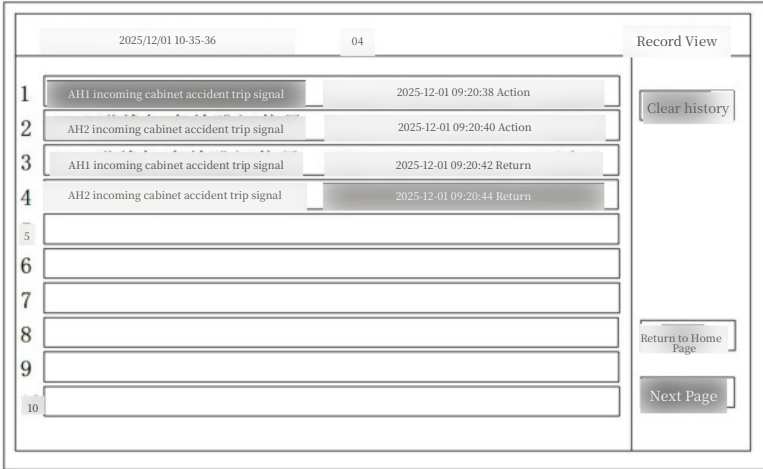 2025/12/01 10-35-36
04
Record View
1
AH1 incoming cabinet accident trip signal
2025-12-01 09:20:38 Action
2
AH2 incoming cabinet accident trip signal
2025-12-01 09:20:40 Action
3
AH1 incoming cabinet accident trip signal
2025-12-01 09:20:42 Return
4
AH2 incoming cabinet accident trip signal
2025-12-01 09:20:44 Return
5
6
7
8
9
10
Clear history
Return to Home
Page
Next Page